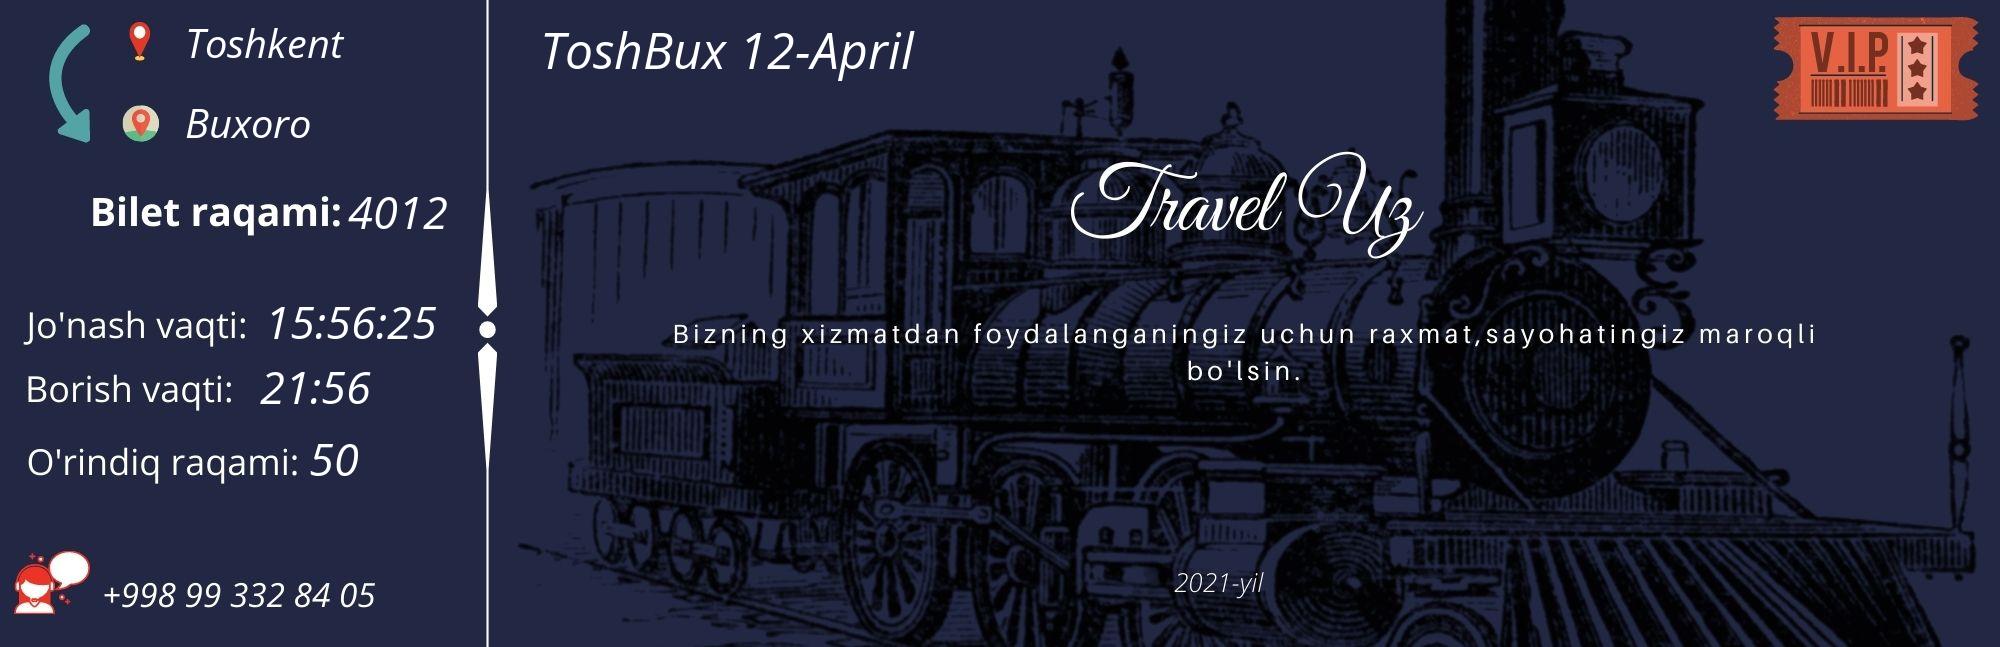 Toshkent
Buxoro
Bilet raqami: 4012
Jo'nash vaqti: 15:56:25
Borish vaqti: 21:56
O'rindiq raqami: 50
+998 99 332 84 05
ToshBux 12-April
V.I.P.
Travel Uz
Bizning xizmatdan foydalanganingiz uchun raxmat,sayohatingiz maroqli
bo'lsin.
2021-yil